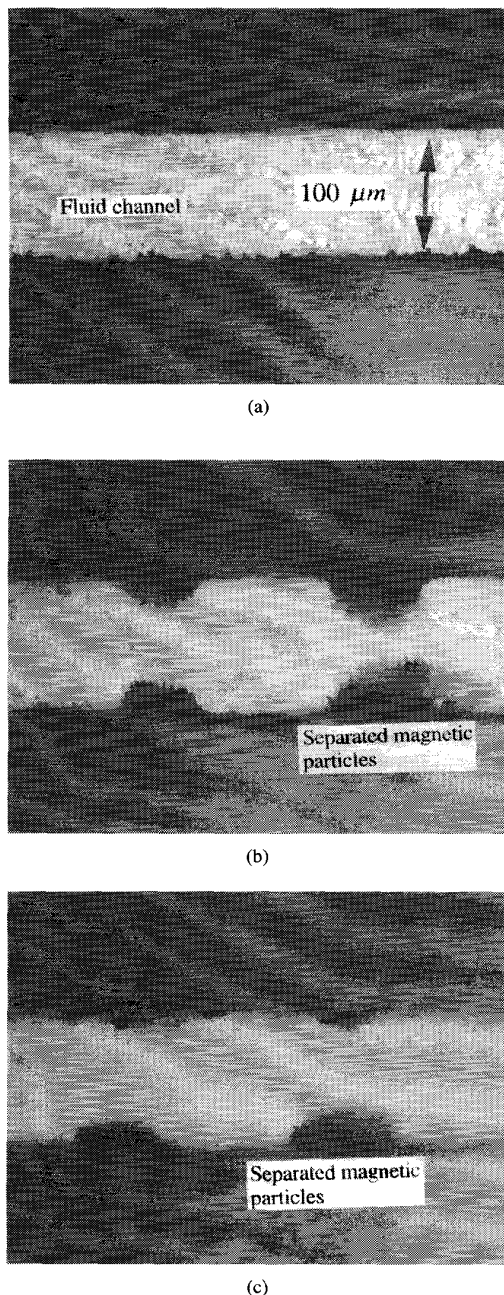 Fluid channel
100 μm
(a)
Separated magnetic
particles
(b)
Separated magnetic
particles
(c)